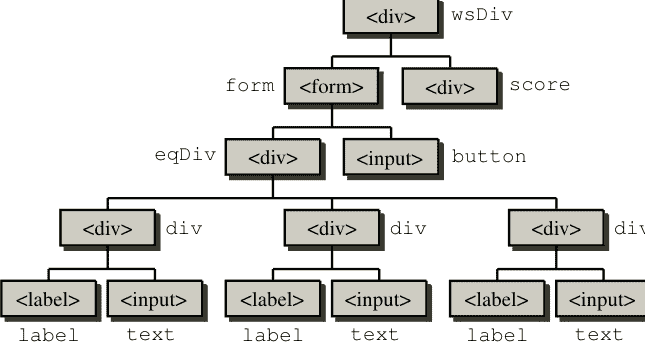 <div> wsDiv
form <form> <div> score
eqDiv <div> <input> button
<div> div <div> div <div> div
<label> <input> <label> <input> <label> <input>
label text label text label text